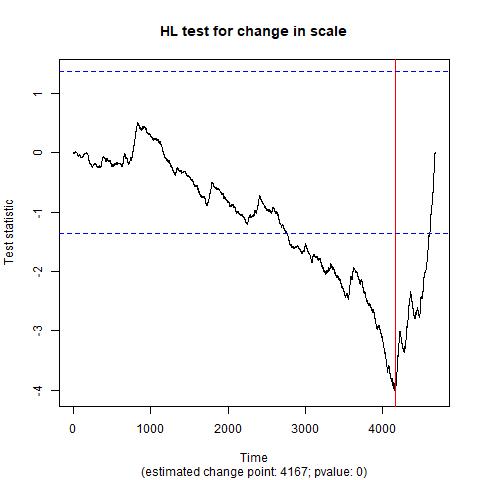 HL test for change in scale
Test statistic
1
0
-1
-2
-3
-4
0 1000 2000 3000 4000
Time
(estimated change point: 4167; pvalue: 0)